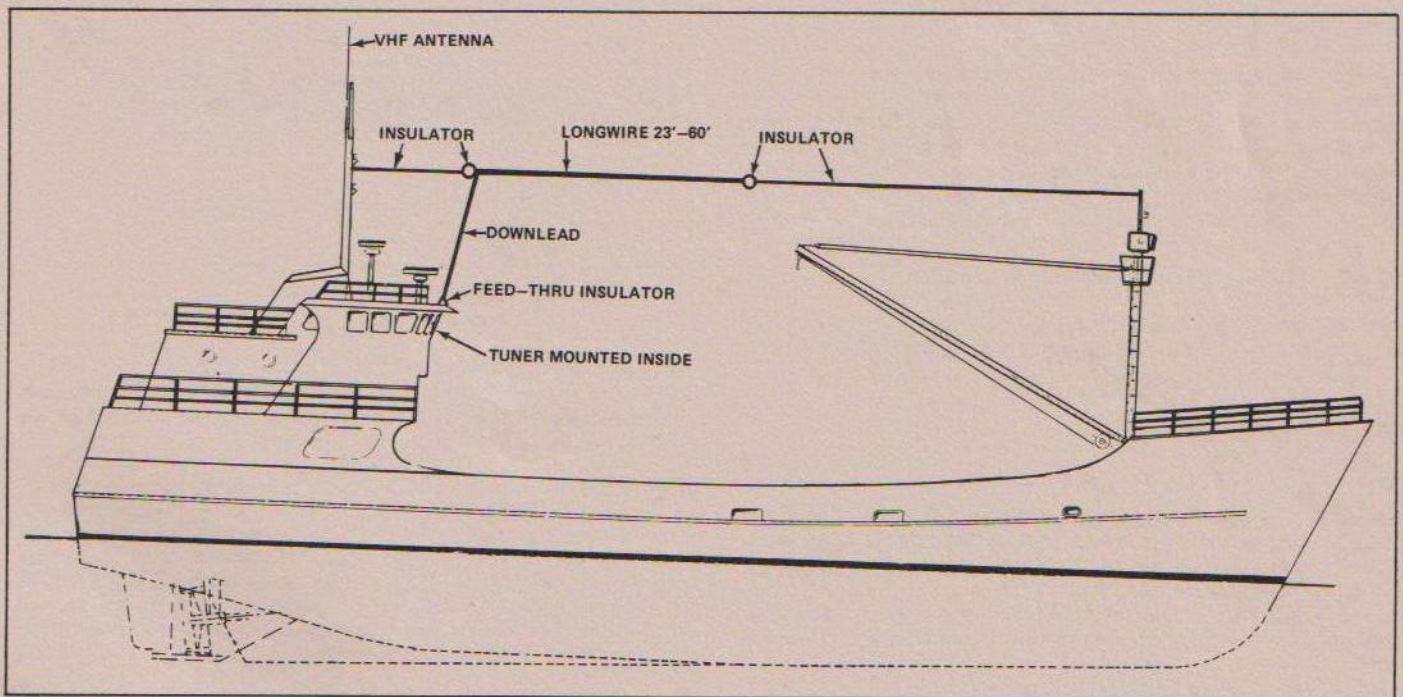 VHF ANTENNA
INSULATOR
LONGWIRE 23'–60'
INSULATOR
DOWNLEAD
FEED–THRU INSULATOR
TUNER MOUNTED INSIDE